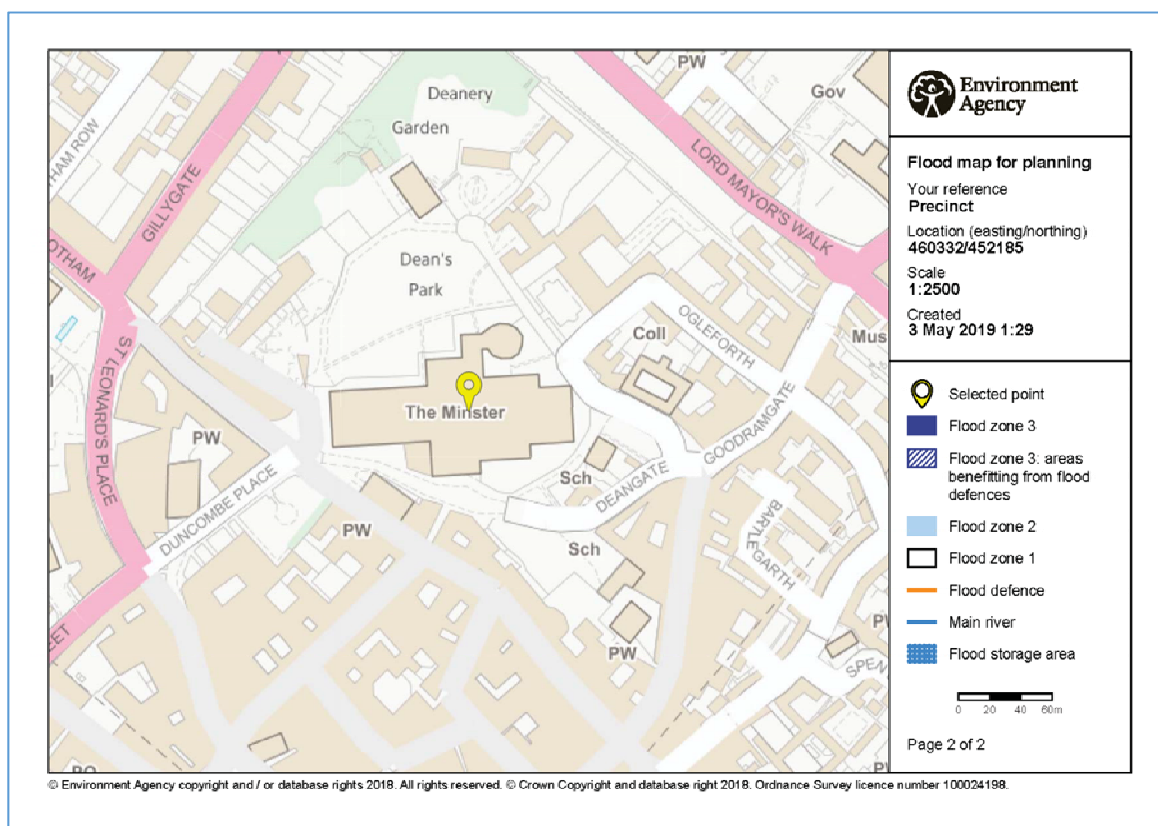 PW
Gov
Deanery
Garden
THAM ROW
GILLYGATE
LORD MAYOR'S WALK
OTHAM
Dean's
Park
ST LEONARD'S PLACE
Coll
OGLEFORTH
Mus
The Minster
PW
GOODRAMGATE
DUNCOMBE PLACE
Sch
DEANGATE
PW
Sch
BARTLE GARTH
PW
EET
SPEN
Environment
Agency
Flood map for planning
Your reference
Precinct
Location (easting/northing)
460332/452185
Scale
1:2500
Created
3 May 2019 1:29
Selected point
Flood zone 3
Flood zone 3: areas
benefitting from flood
defences
Flood zone 2
Flood zone 1
Flood defence
Main river
Flood storage area
0 20 40 60m
Page 2 of 2
© Environment Agency copyright and / or database rights 2018. All rights reserved. © Crown Copyright and database right 2018. Ordnance Survey licence number 100024198.